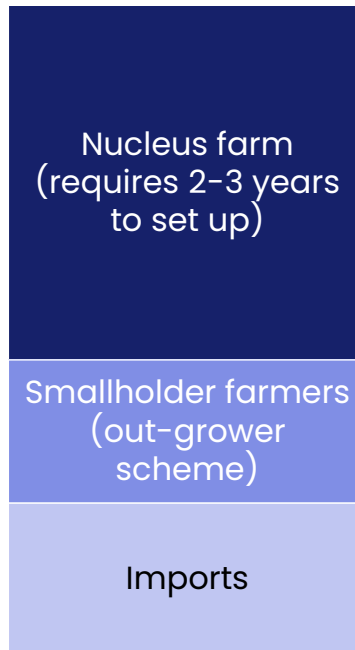 Nucleus farm
(requires 2-3 years
to set up)
Smallholder farmers
(out-grower
scheme)
Imports